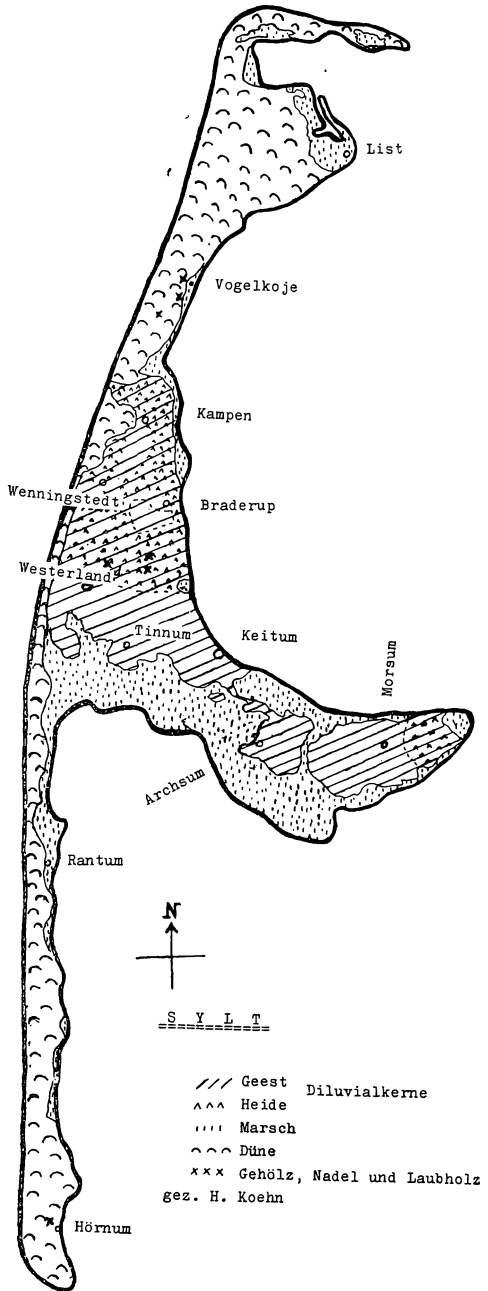 List
Vogelkoje
Kampen
Wenningstedt
Braderup
Westerland
Tinnum
Keitum
Morsum
Archsum
Rantum
N
S Y L T
Geest Diluvialkerne
Heide
Marsch
Düne
Gehölz, Nadel und Laubholz
gez. H. Koehn
Hörnum